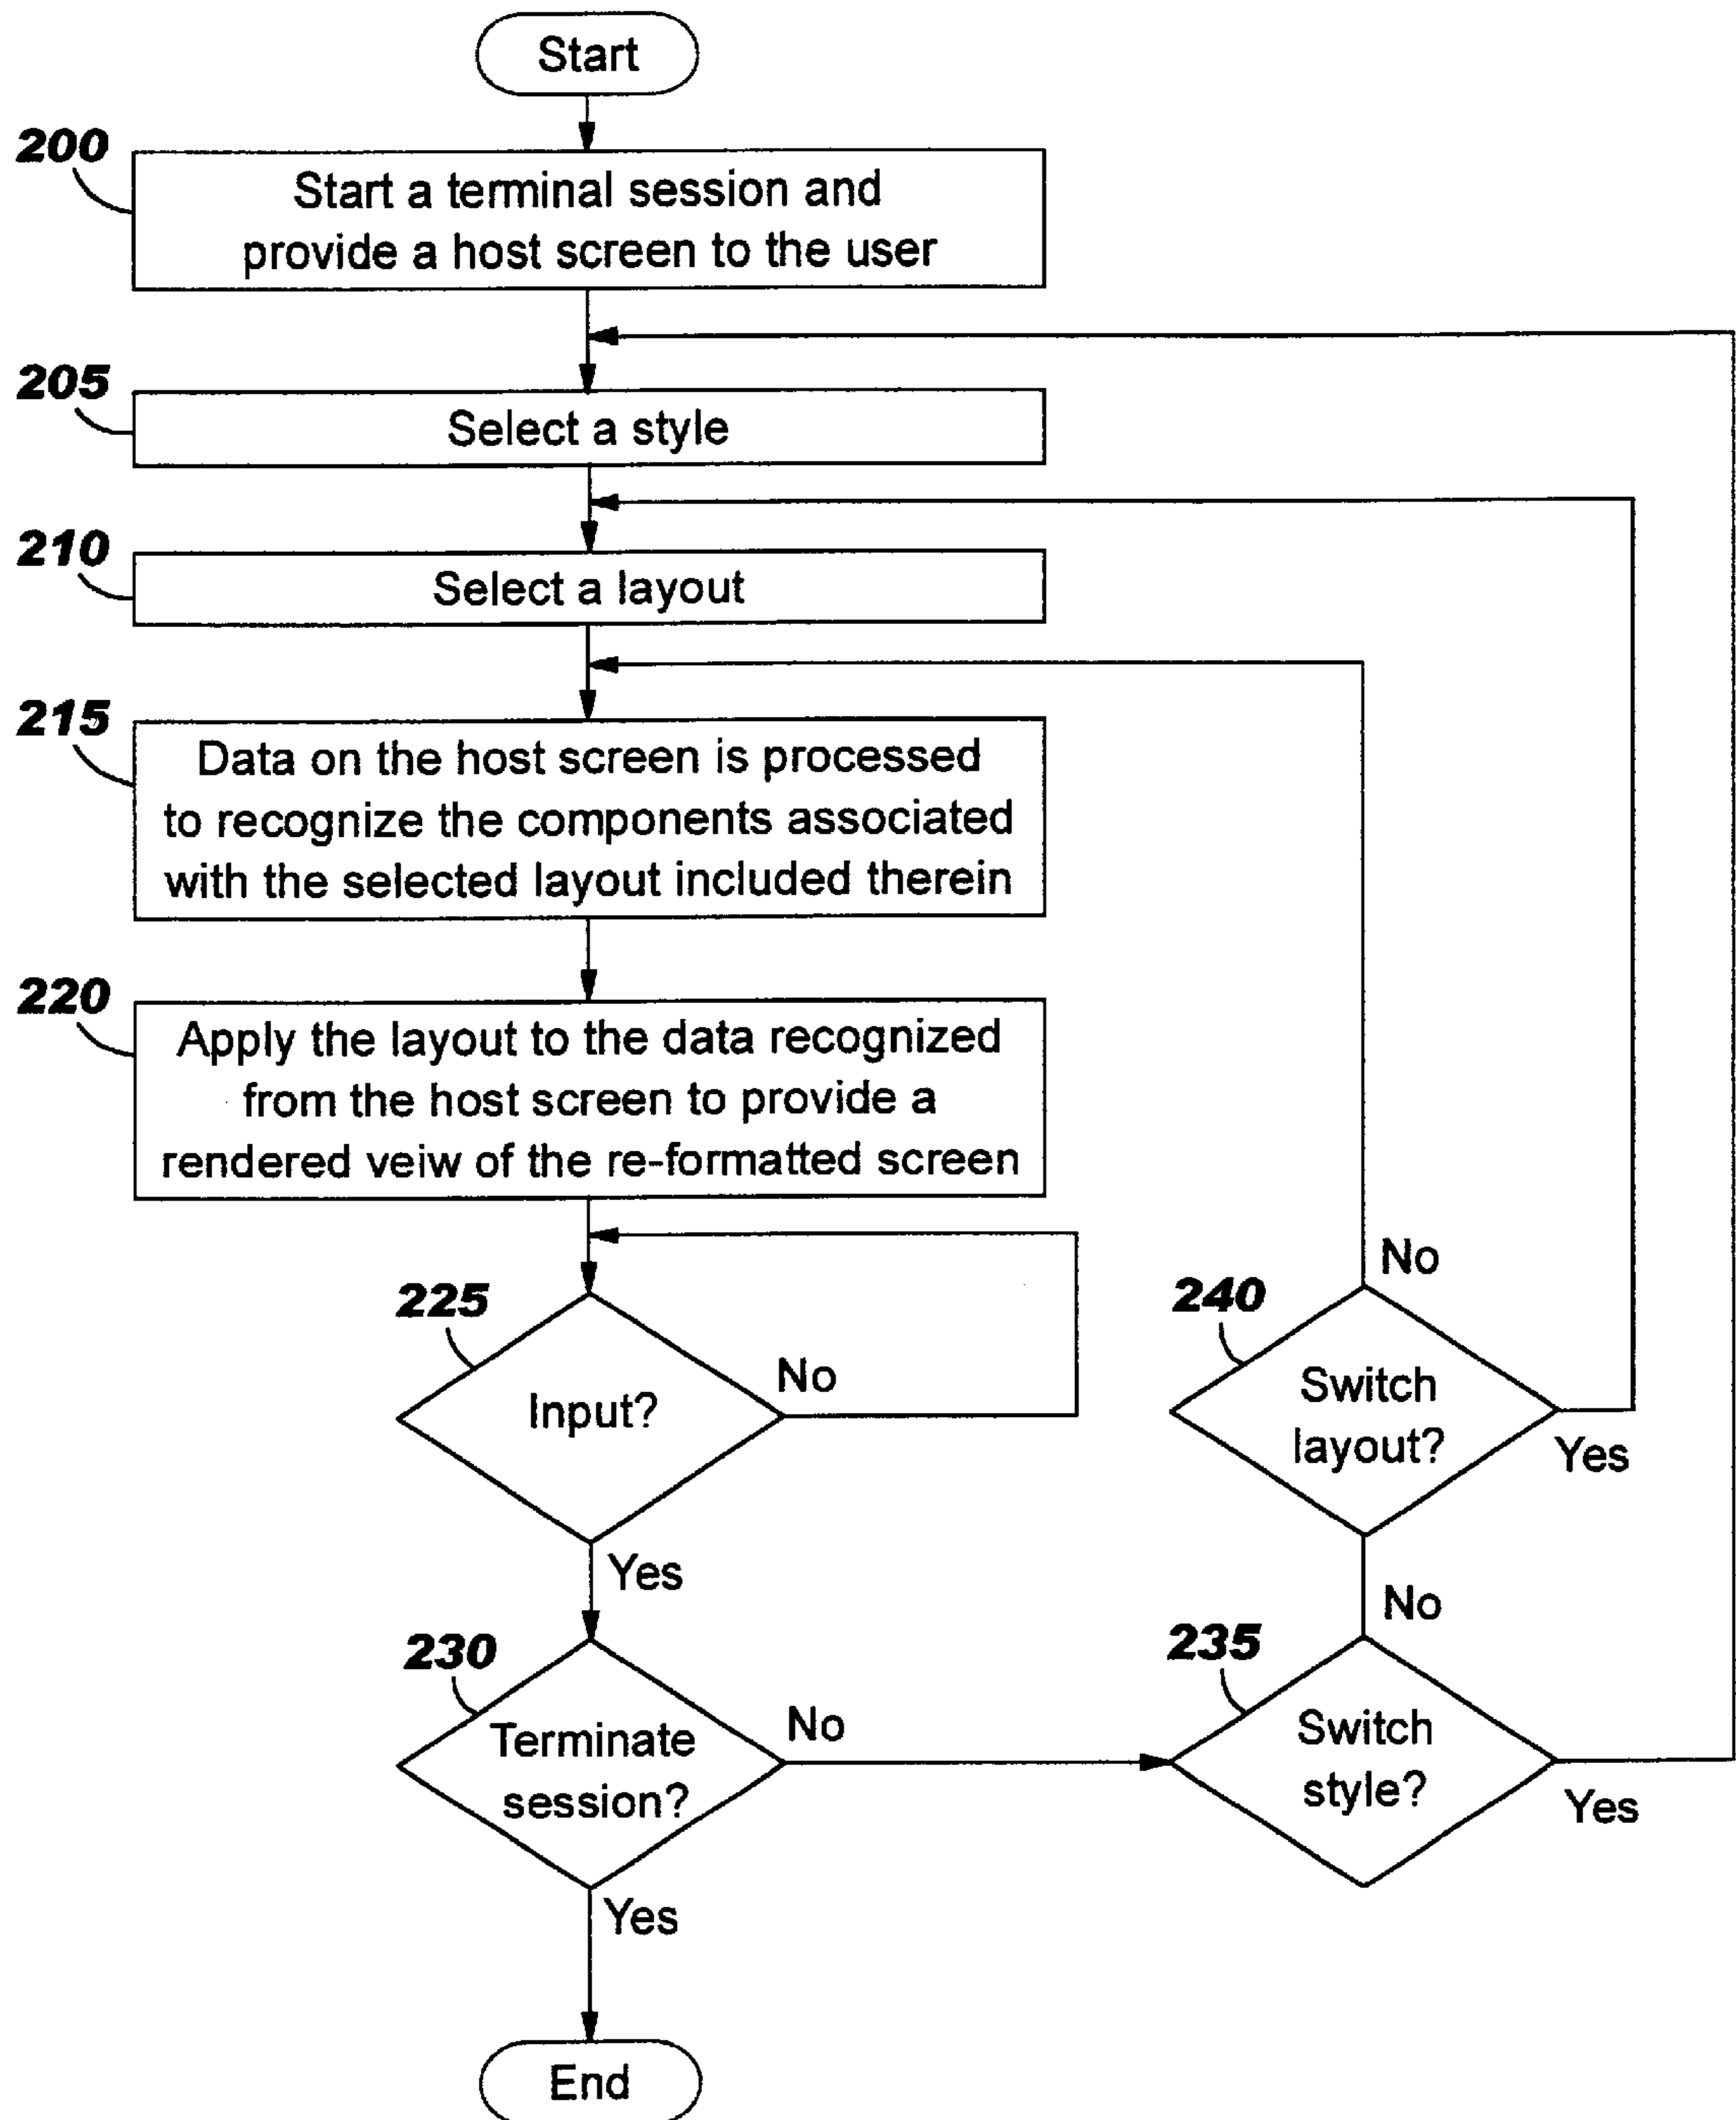 Start
200
Start a terminal session and
provide a host screen to the user
205
Select a style
210
Select a layout
215
Data on the host screen is processed
to recognize the components associated
with the selected layout included therein
220
Apply the layout to the data recognized
from the host screen to provide a
rendered veiw of the re-formatted screen
225
Input?
No
Yes
230
Terminate
session?
No
Yes
235
Switch
style?
No
Yes
240
Switch
layout?
No
Yes
End